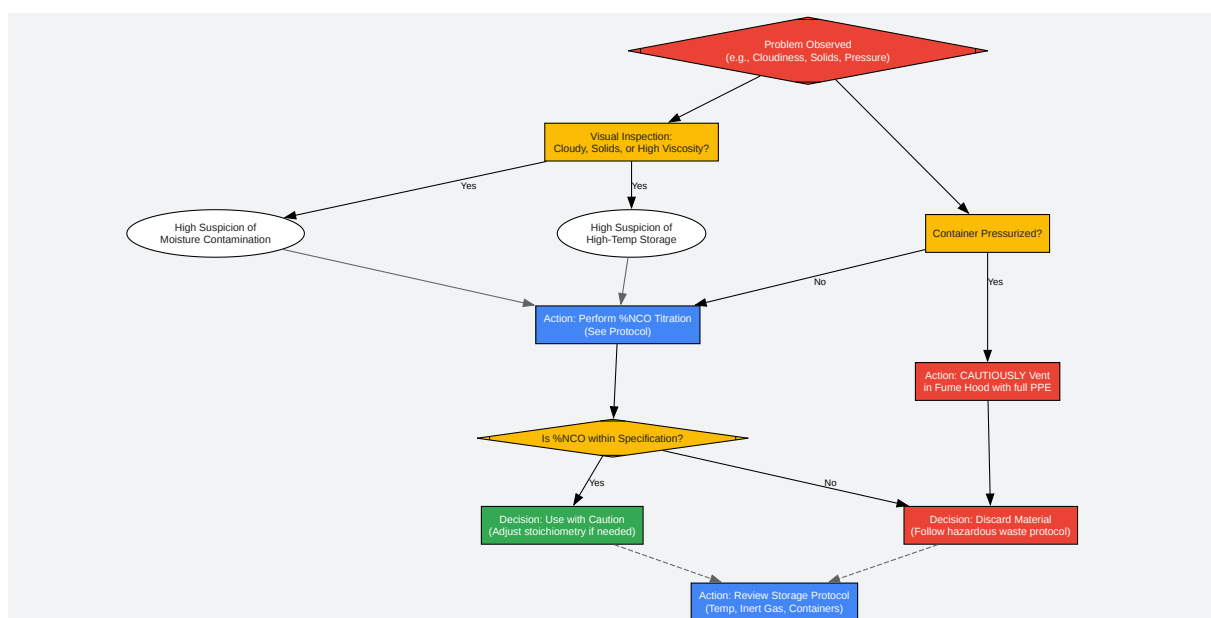 Problem Observed
(e.g., Cloudiness, Solids, Pressure)
Visual Inspection:
Cloudy, Solids, or High Viscosity?
Yes
Yes
High Suspicion of
Moisture Contamination
High Suspicion of
High-Temp Storage
Container Pressurized?
No
Yes
Action: Perform %NCO Titration
(See Protocol)
Action: CAUTIOUSLY Vent
in Fume Hood with full PPE
Is %NCO within Specification?
Yes
No
Decision: Use with Caution
(Adjust stoichiometry if needed)
Decision: Discard Material
(Follow hazardous waste protocol)
Action: Review Storage Protocol
(Temp, Inert Gas, Containers)